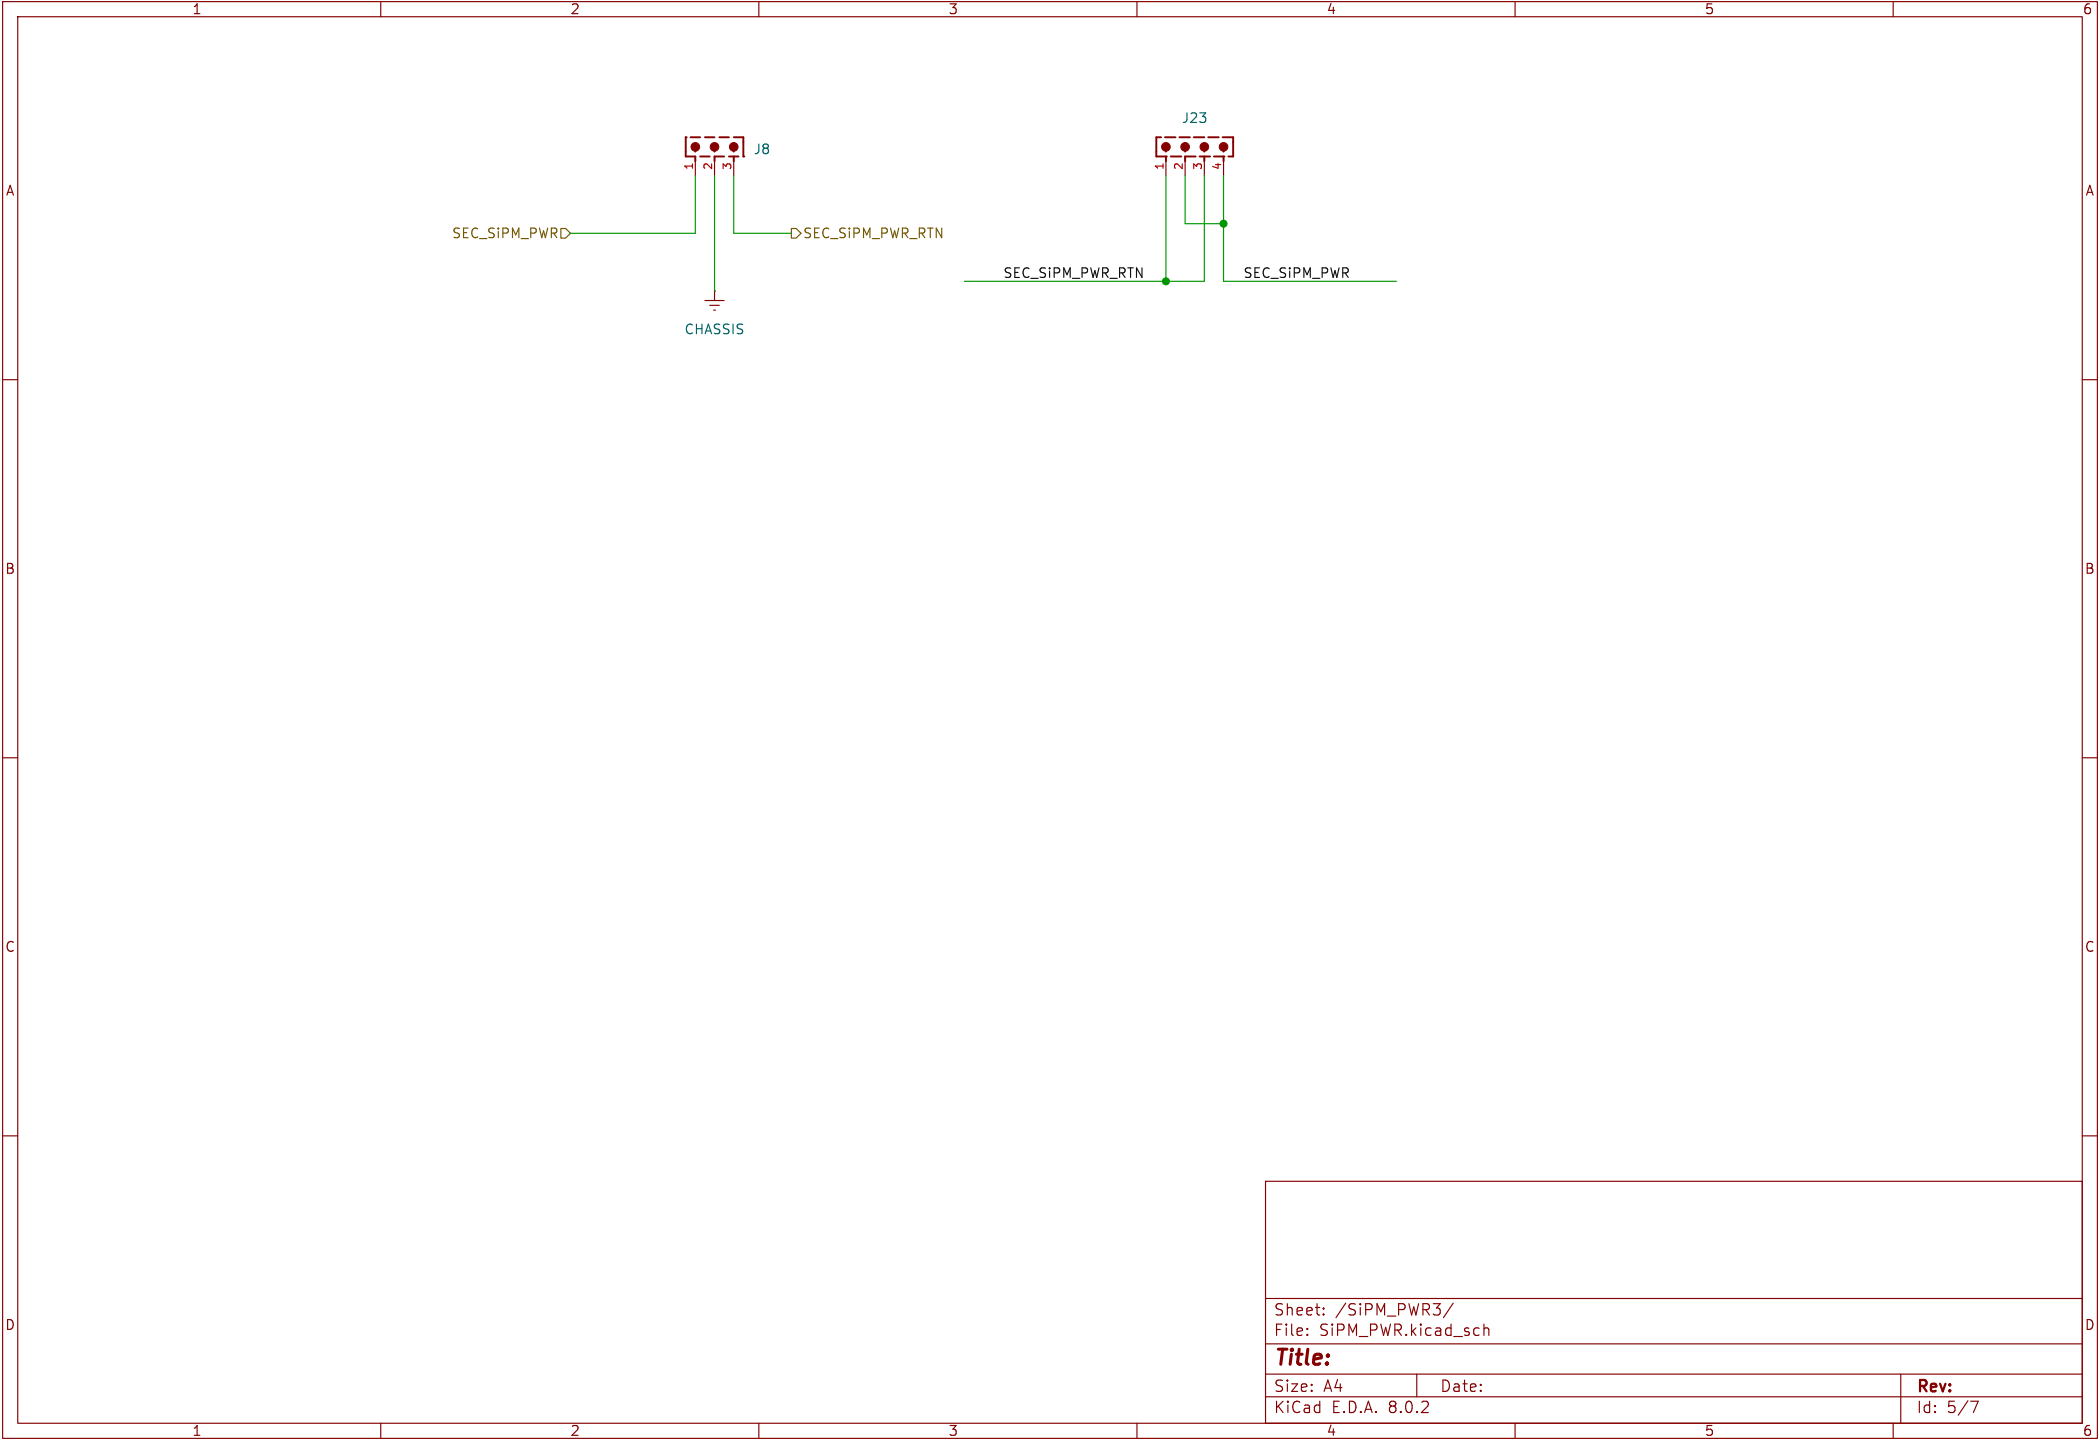 1 2 3 4 5 6
J23
J8
1 2 3
1 2 3 4
A A
SEC_SiPM_PWR SEC_SiPM_PWR_RTN
SEC_SiPM_PWR_RTN SEC_SiPM_PWR
CHASSIS
B B
C C
Sheet: /SiPM_PWR3/
D D
File: SiPM_PWR.kicad_sch
Title:
Size: A4 Date: Rev:
KiCad E.D.A. 8.0.2 Id: 5/7
1 2 3 4 5 6